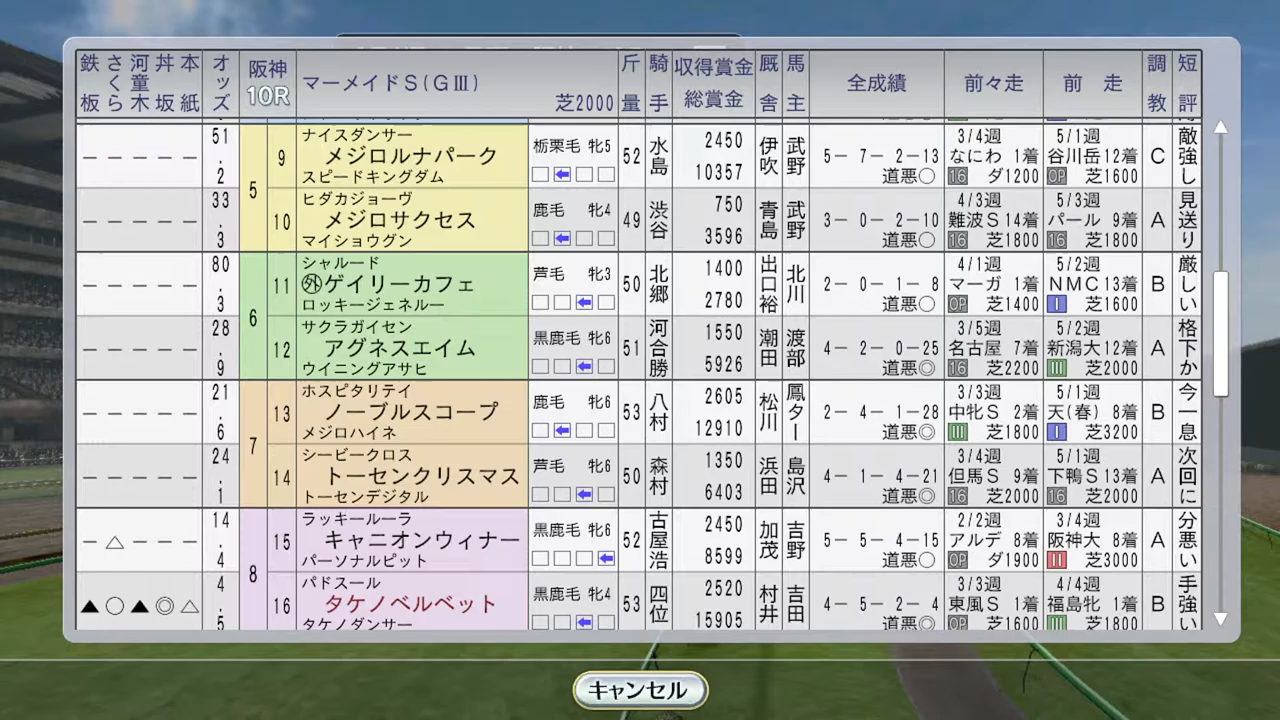 鉄板 さくら 河童木 丼坂 本紙 オッズ 阪神 10R マーメイドS(GⅢ) 芝2000 斤量 騎手 収得賞金 総賞金 厩舎 馬主 全成績 前々走 前走 調教 短評
5
－－－－－ 51.2 9 ナイスダンサー 栃栗毛 牝5 52 水島 2450 伊吹 武野 5-7-2-13 3/4週 5/1週 C 敵強し
メジロルナパーク なにわ 1着 谷川岳12着
スピードキングダム 10357 道悪○ 16 ダ1200 OP 芝1600
－－－－－ 33.3 10 ヒダカジョーヴ 鹿毛 牝4 49 渋谷 750 青島 武野 3-0-2-10 4/3週 5/3週 A 見送り
メジロサクセス 難波S14着 パール 9着
マイショウグン 3596 道悪○ 16 芝1800 16 芝1800
6
－－－－－ 80.3 11 シャルード 芦毛 牝3 50 北郷 1400 出口裕 北川 2-0-1-8 4/1週 5/2週 B 厳しい
外ゲイリーカフェ マーガ 1着 NMC13着
ロッキージェネルー 2780 道悪○ OP 芝1400 Ⅰ 芝1600
－－－－－ 28.9 12 サクラガイセン 黒鹿毛 牝6 51 河合勝 1550 潮田 渡部 4-2-0-25 3/5週 5/2週 A 格下か
アグネスエイム 名古屋 7着 新潟大12着
ウイニングアサヒ 5926 道悪◎ 16 芝2200 Ⅲ 芝2000
7
－－－－－ 21.6 13 ホスピタリテイ 鹿毛 牝6 53 八村 2605 松川 鳳ター 2-4-1-28 3/3週 5/1週 B 今一息
ノーブルスコープ 中牝S 2着 天(春) 8着
メジロハイネ 12910 道悪◎ Ⅲ 芝1800 Ⅰ 芝3200
－－－－－ 24.1 14 シービークロス 芦毛 牝6 50 森村 1350 浜田 島沢 4-1-4-21 3/4週 5/1週 A 次回に
トーセンクリスマス 但馬S 9着 下鴨S13着
トーセンデジタル 6403 道悪◎ 16 芝2000 16 芝2000
8
－△－－－ 14.4 15 ラッキールーラ 黒鹿毛 牝6 52 古屋浩 2450 加茂 吉野 5-5-4-15 2/2週 3/4週 A 分悪い
キャニオンウィナー アルデ 8着 阪神大 8着
パーソナルビット 8599 道悪○ OP ダ1900 Ⅱ 芝3000
▲○▲◎△ 4.5 16 パドスール 黒鹿毛 牝4 53 四位 2520 村井 吉田 4-5-2-4 3/3週 4/4週 B 手強い
タケノベルベット 東風S 1着 福島牝 1着
タケノダンサー 15905 道悪◎ OP 芝1600 Ⅲ 芝1800
キャンセル